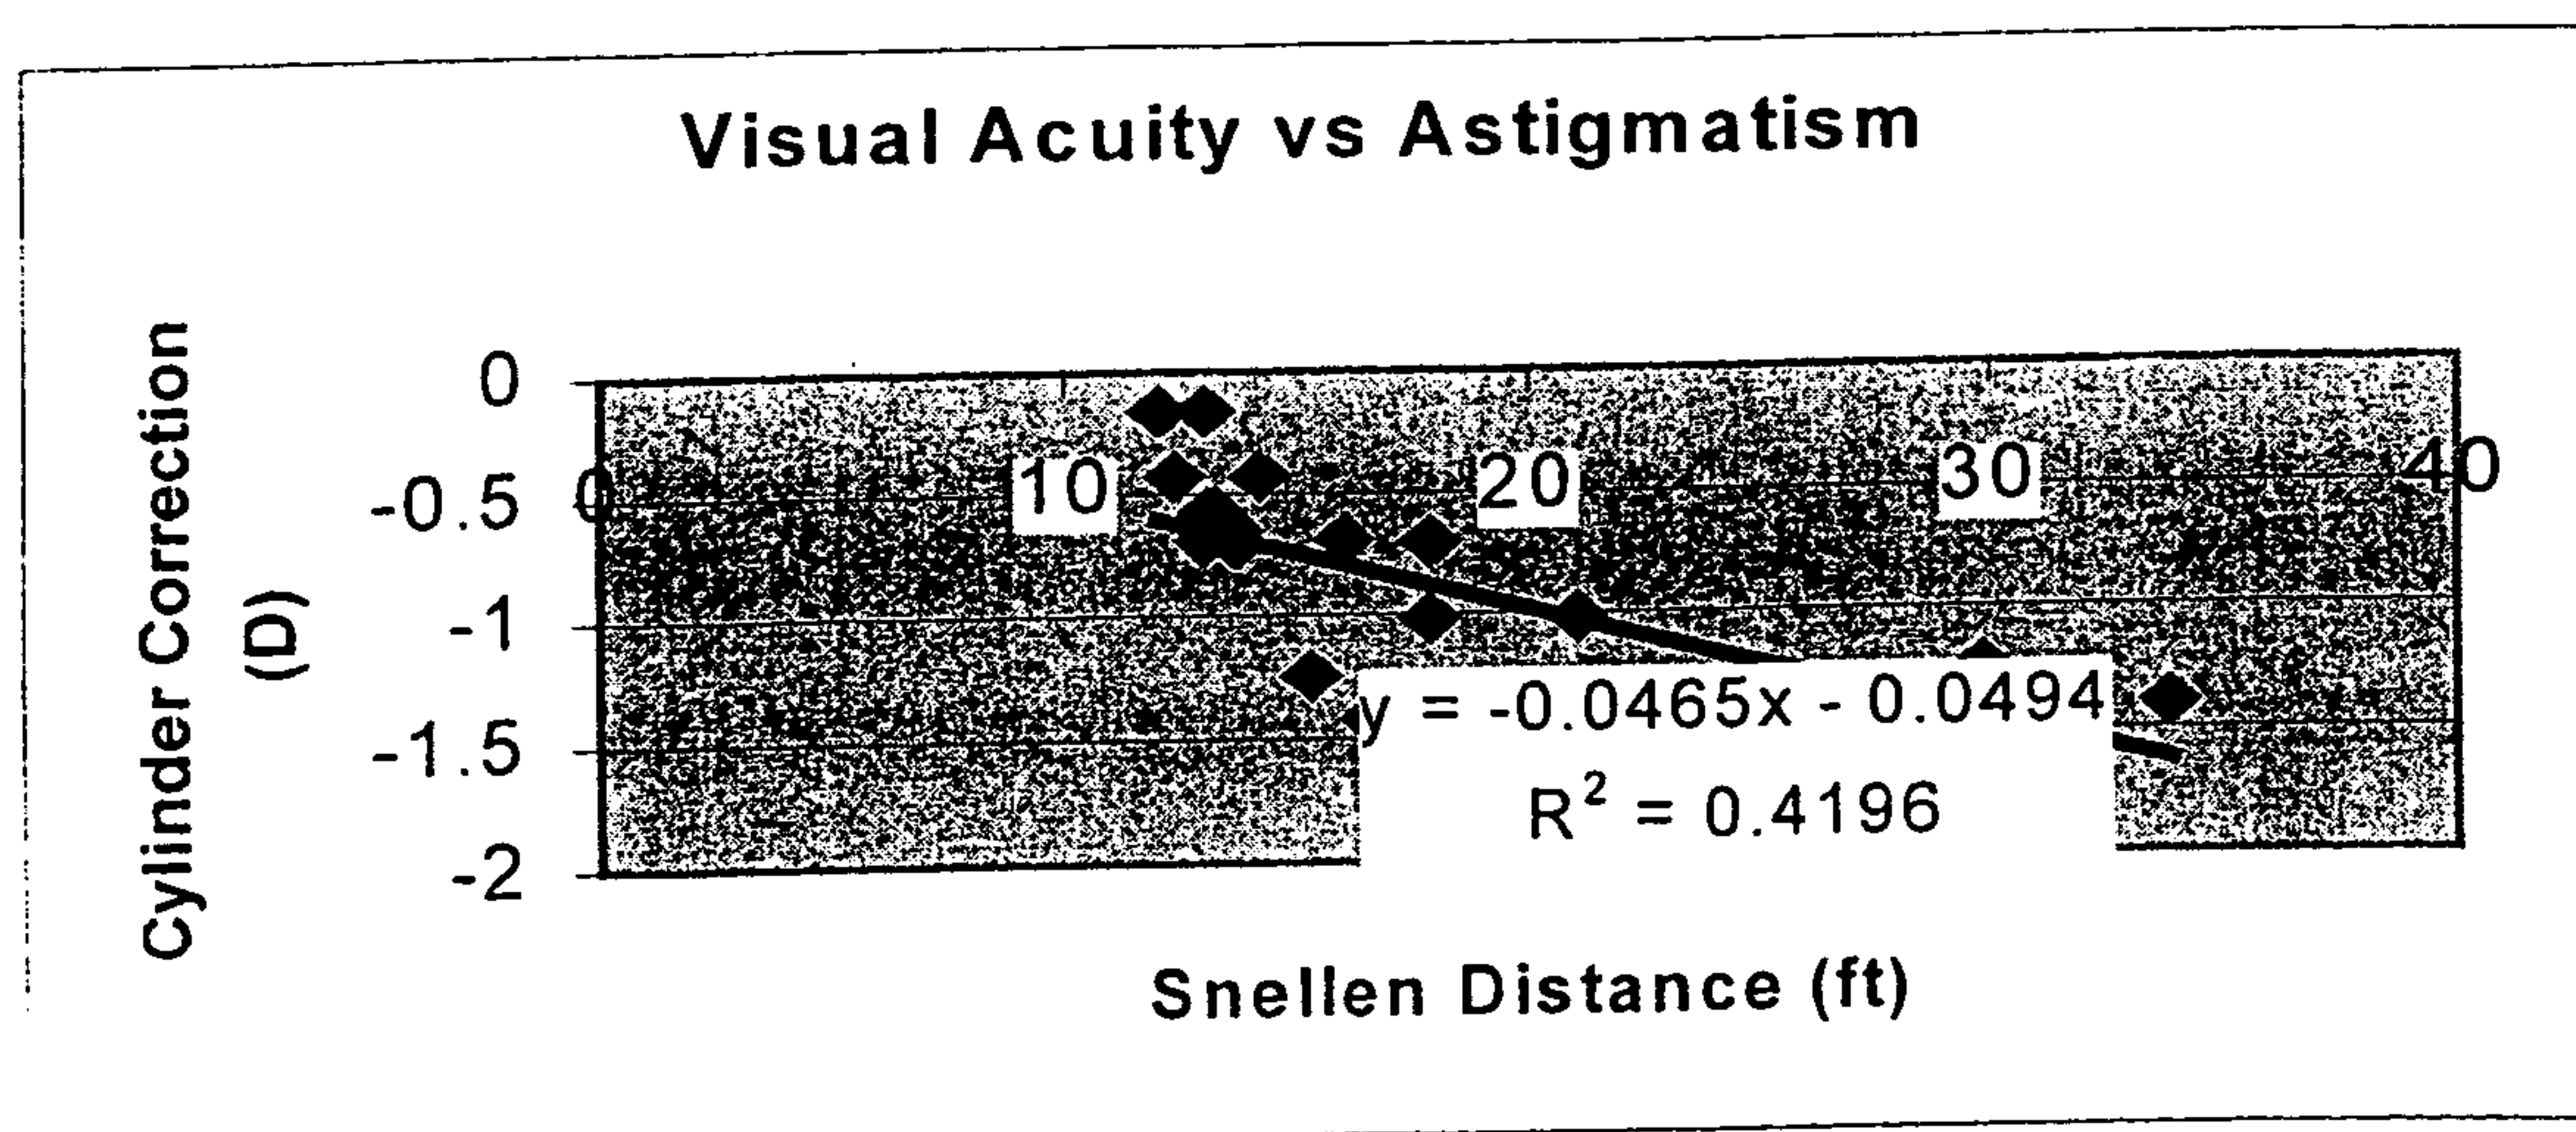 Visual Acuity vs Astigmatism
Cylinder Correction
(D)
0
-0.5
-1
-1.5
-2
0
10
20
30
40
y = -0.0465x - 0.0494
R² = 0.4196
Snellen Distance (ft)